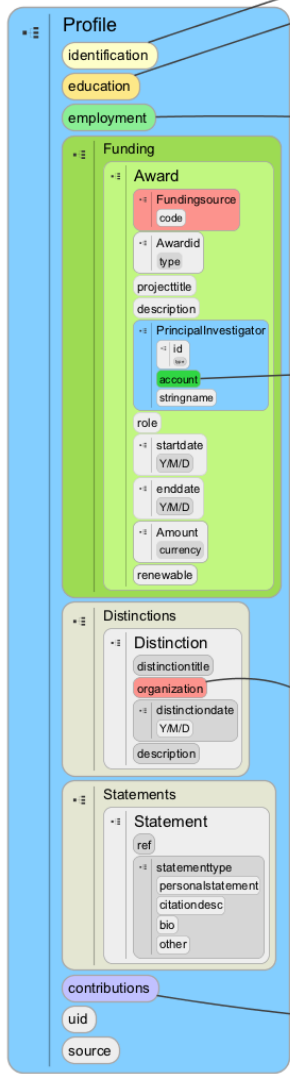 Profile
identification
education
employment
Funding
Award
Fundingsource
code
Awardid
type
projecttitle
description
PrincipalInvestigator
id
account
stringname
role
startdate
Y/M/D
enddate
Y/M/D
Amount
currency
renewable
Distinctions
Distinction
distinctiontitle
organization
distinctiondate
Y/M/D
description
Statements
Statement
ref
statementtype
personalstatement
citationdesc
bio
other
contributions
uid
source